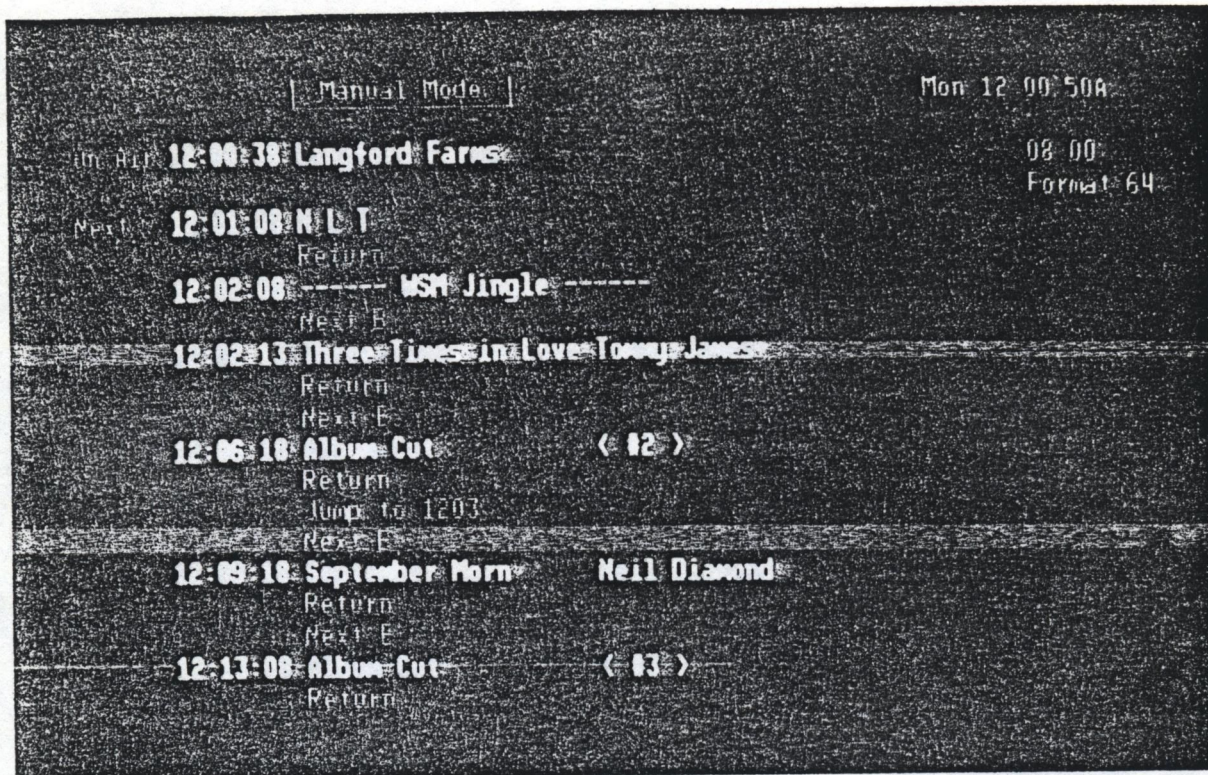 Manual Mode Mon 12 00 50A
On Air 12:00:38 Langford Farms 08 00
Format 64
Next 12:01:08 N L T
Return
12:02:08 ------ WSM Jingle ------
Next E
12:02:13 Three Times in Love Tommy James
Return
Next E
12:06 18 Album Cut < #2 >
Return
Jump to 1203
Next E
12:09:18 September Morn Neil Diamond
Return
Next E
12:13:08 Album Cut < #3 >
Return